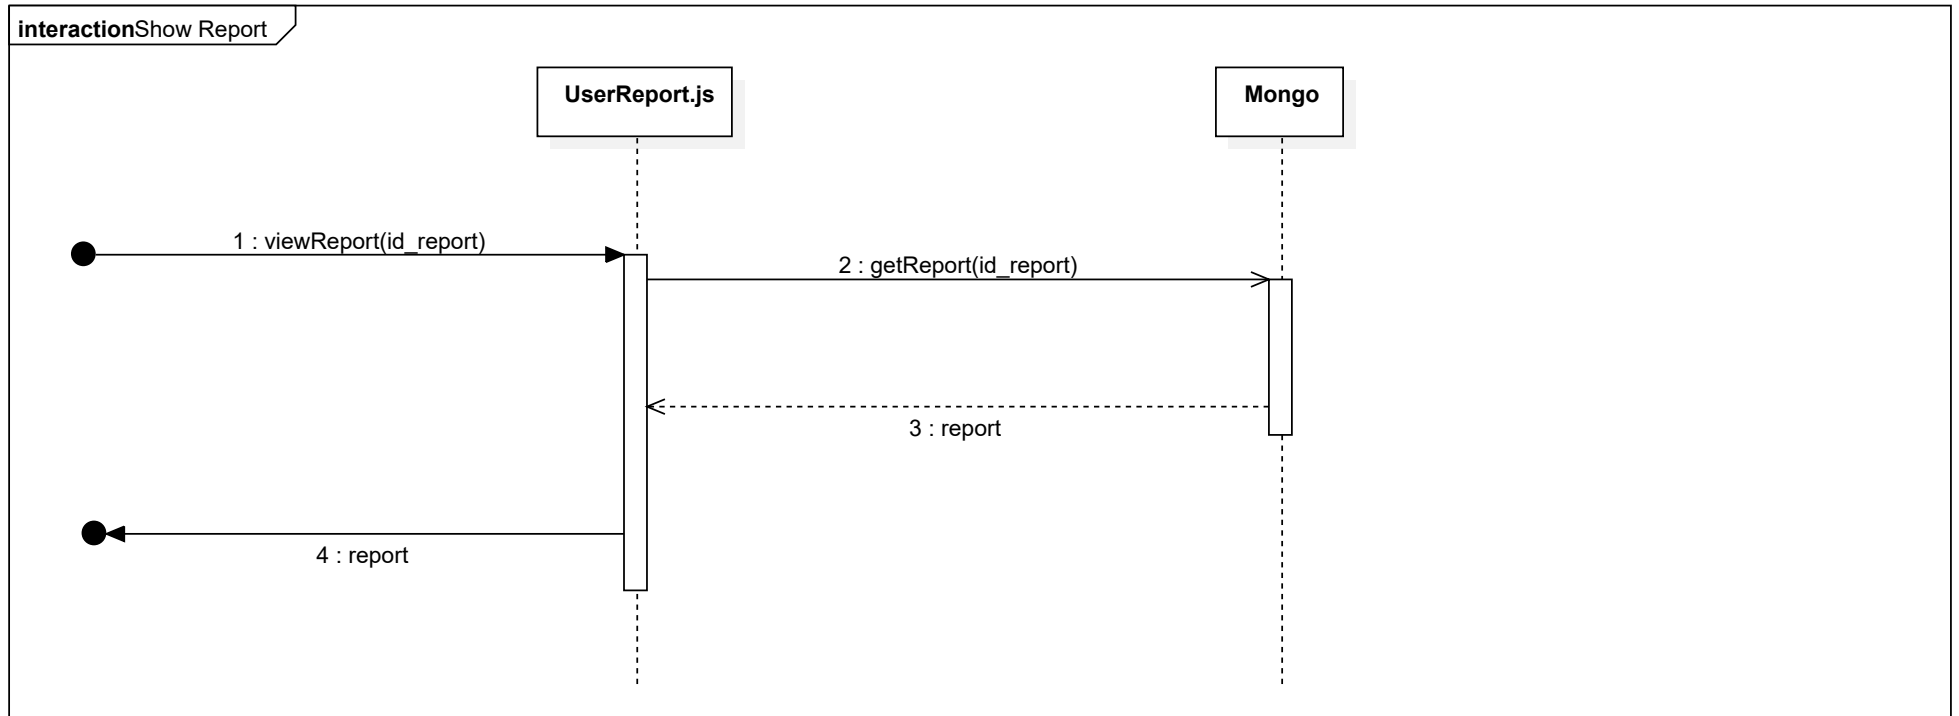 interactionShow Report
UserReport.js
Mongo
1 : viewReport(id_report)
2 : getReport(id_report)
3 : report
4 : report